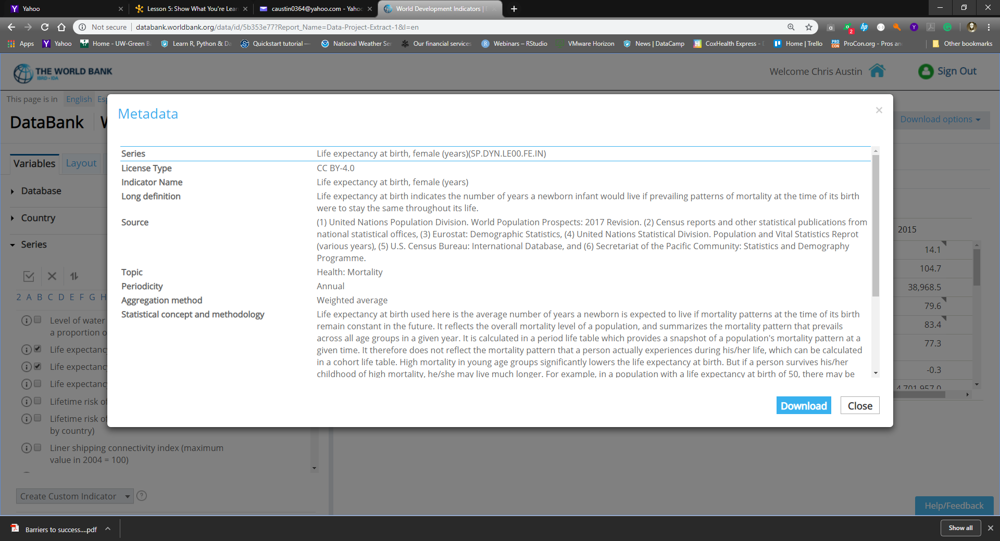 Yahoo
Lesson 5: Show What You're Lear
caustin0364@yahoo.com - Yahoo
World Development Indicators |
Not secure | databank.worldbank.org/data/id/5b353e77?Report_Name=Data-Project-Extract-1&l=en
Apps
Yahoo
Home - UW-Green B
Learn R, Python & Da
Quickstart tutorial —
National Weather Ser
Our financial services
Webinars – RStudio
VMware Horizon
News | DataCamp
CoxHealth Express -
Home | Trello
ProCon.org - Pros an
Other bookmarks
THE WORLD BANK
IBRD • IDA
Welcome Chris Austin
Sign Out
This page is in English Esp
DataBank
Download options
Variables
Layout
Database
Country
Series
2 A B C D E F G H
Level of water
a proportion o
Life expectanc
Life expectanc
Life expectanc
Lifetime risk of
Lifetime risk of
by country)
Liner shipping connectivity index (maximum
value in 2004 = 100)
Create Custom Indicator
?
Metadata
×
Series Life expectancy at birth, female (years)(SP.DYN.LE00.FE.IN)
License Type CC BY-4.0
Indicator Name Life expectancy at birth, female (years)
Long definition Life expectancy at birth indicates the number of years a newborn infant would live if prevailing patterns of mortality at the time of its birth
were to stay the same throughout its life.
Source (1) United Nations Population Division. World Population Prospects: 2017 Revision. (2) Census reports and other statistical publications from
national statistical offices, (3) Eurostat: Demographic Statistics, (4) United Nations Statistical Division. Population and Vital Statistics Reprot
(various years), (5) U.S. Census Bureau: International Database, and (6) Secretariat of the Pacific Community: Statistics and Demography
Programme.
Topic Health: Mortality
Periodicity Annual
Aggregation method Weighted average
Statistical concept and methodology Life expectancy at birth used here is the average number of years a newborn is expected to live if mortality patterns at the time of its birth
remain constant in the future. It reflects the overall mortality level of a population, and summarizes the mortality pattern that prevails
across all age groups in a given year. It is calculated in a period life table which provides a snapshot of a population's mortality pattern at a
given time. It therefore does not reflect the mortality pattern that a person actually experiences during his/her life, which can be calculated
in a cohort life table. High mortality in young age groups significantly lowers the life expectancy at birth. But if a person survives his/her
childhood of high mortality, he/she may live much longer. For example, in a population with a life expectancy at birth of 50, there may be
Download
Close
2015
14.1
104.7
38,968.5
79.6
83.4
77.3
-0.3
4,701,957.0
Help/Feedback
Barriers to success....pdf
Show all